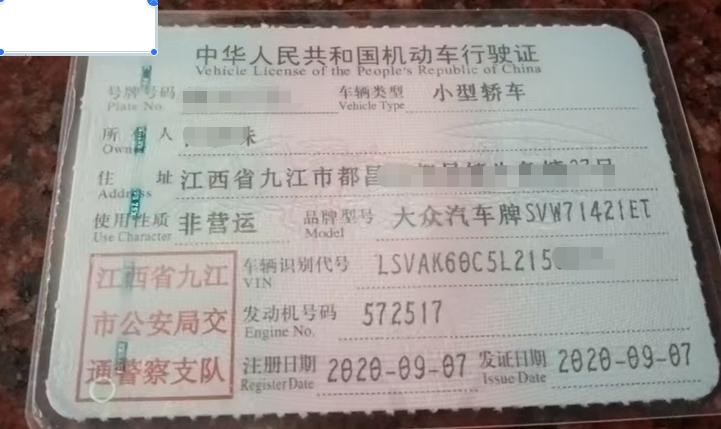 中华人民共和国机动车行驶证
Vehicle License of the People's Republic of China
号牌号码 车辆类型 小型轿车
Plate No. Vehicle Type
所 人 珠
Owner
住 址 江西省九江市都昌
Address
使用性质 非营运 品牌型号 大众汽车牌SVW71421ET
Use Character Model
江西省九江 车辆识别代号 LSVAK60C5L215
VIN
市公安局交 发动机号码 572517
Engine No.
通警察支队 注册日期 2020-09-07 发证日期 2020-09-07
Register Date Issue Date